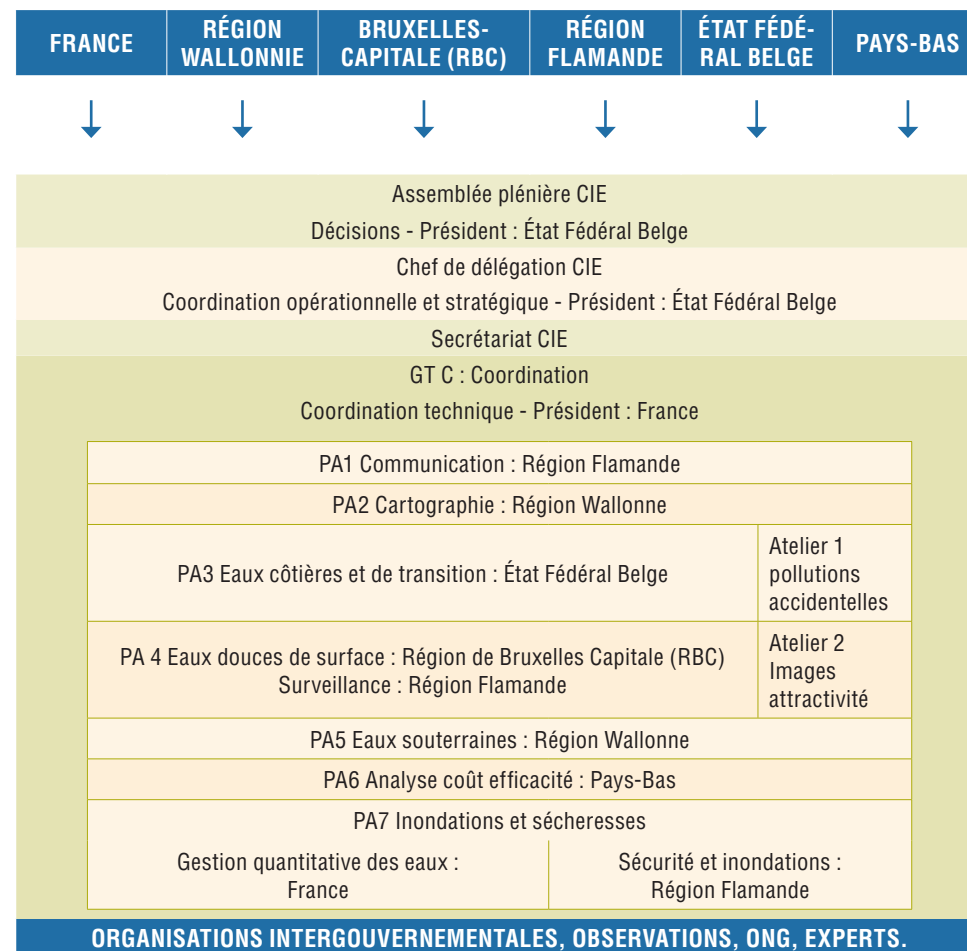 FRANCE
RÉGION
WALLONNIE
BRUXELLES-
CAPITALE (RBC)
RÉGION
FLAMANDE
ÉTAT FÉDÉ-
RAL BELGE
PAYS-BAS
Assemblée plénière CIE
Décisions - Président : État Fédéral Belge
Chef de délégation CIE
Coordination opérationnelle et stratégique - Président : État Fédéral Belge
Secrétariat CIE
GT C : Coordination
Coordination technique - Président : France
PA1 Communication : Région Flamande
PA2 Cartographie : Région Wallonne
PA3 Eaux côtières et de transition : État Fédéral Belge
Atelier 1
pollutions
accidentelles
PA 4 Eaux douces de surface : Région de Bruxelles Capitale (RBC)
Surveillance : Région Flamande
Atelier 2
Images
attractivité
PA5 Eaux souterraines : Région Wallonne
PA6 Analyse coût efficacité : Pays-Bas
PA7 Inondations et sécheresses
Gestion quantitative des eaux :
France
Sécurité et inondations :
Région Flamande
ORGANISATIONS INTERGOUVERNEMENTALES, OBSERVATIONS, ONG, EXPERTS.